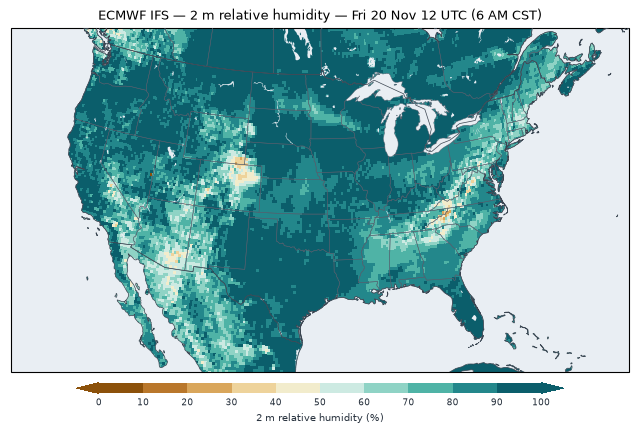 ECMWF IFS — 2 m relative humidity — Fri 20 Nov 12 UTC (6 AM CST)
0 10 20 30 40 50 60 70 80 90 100
2 m relative humidity (%)